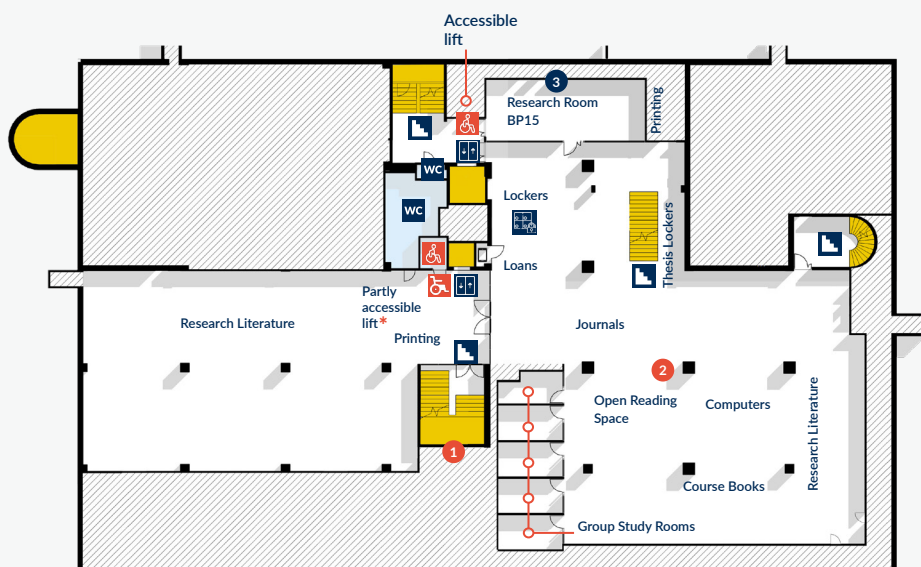 Accessible
lift
3
Research Room
BP15
Printing
WC
WC
Lockers
Thesis Lockers
Loans
Partly
accessible
lift*
Research Literature
Printing
Journals
2
Open Reading
Space
Computers
Research Literature
1
Course Books
Group Study Rooms